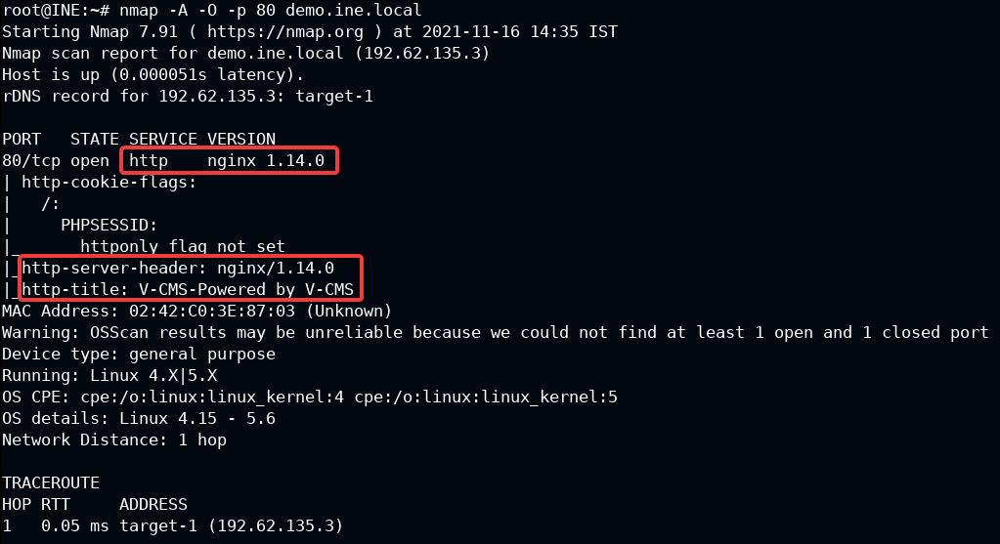 root@INE:~# nmap -A -O -p 80 demo.ine.local
Starting Nmap 7.91 ( https://nmap.org ) at 2021-11-16 14:35 IST
Nmap scan report for demo.ine.local (192.62.135.3)
Host is up (0.000051s latency).
rDNS record for 192.62.135.3: target-1

PORT   STATE SERVICE VERSION
80/tcp open  http    nginx 1.14.0
| http-cookie-flags:
|   /:
|     PHPSESSID:
|_      httponly flag not set
|_http-server-header: nginx/1.14.0
|_http-title: V-CMS-Powered by V-CMS
MAC Address: 02:42:C0:3E:87:03 (Unknown)
Warning: OSScan results may be unreliable because we could not find at least 1 open and 1 closed port
Device type: general purpose
Running: Linux 4.X|5.X
OS CPE: cpe:/o:linux:linux_kernel:4 cpe:/o:linux:linux_kernel:5
OS details: Linux 4.15 - 5.6
Network Distance: 1 hop

TRACEROUTE
HOP RTT     ADDRESS
1   0.05 ms target-1 (192.62.135.3)